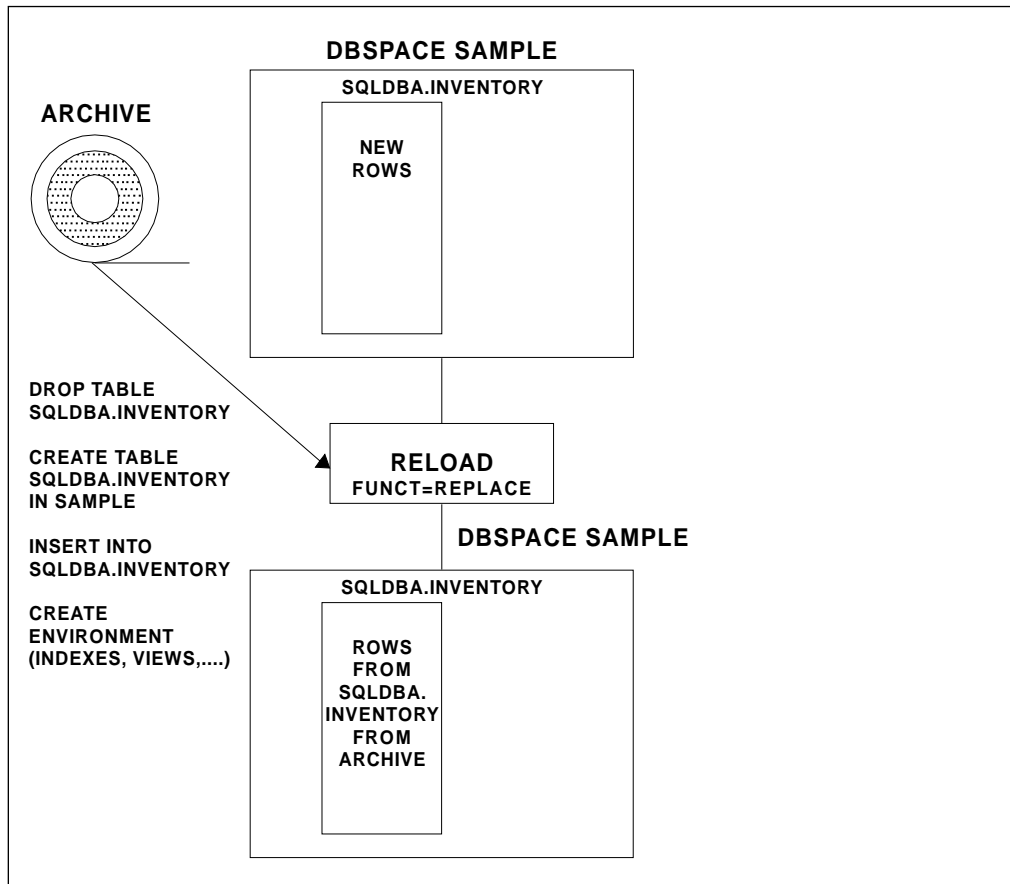 DBSPACE SAMPLE
SQLDBA.INVENTORY
ARCHIVE
NEW
ROWS
DROP TABLE
SQLDBA.INVENTORY
CREATE TABLE
SQLDBA.INVENTORY
IN SAMPLE
INSERT INTO
SQLDBA.INVENTORY
CREATE
ENVIRONMENT
(INDEXES, VIEWS,....)
RELOAD
FUNCT=REPLACE
DBSPACE SAMPLE
SQLDBA.INVENTORY
ROWS
FROM
SQLDBA.
INVENTORY
FROM
ARCHIVE